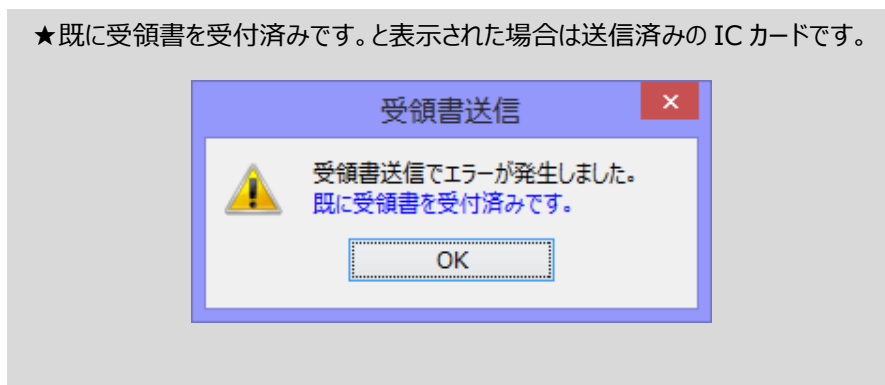 ★既に受領書を受付済みです。と表示された場合は送信済みの IC カードです。
受領書送信
×
受領書送信でエラーが発生しました。
既に受領書を受付済みです。
OK